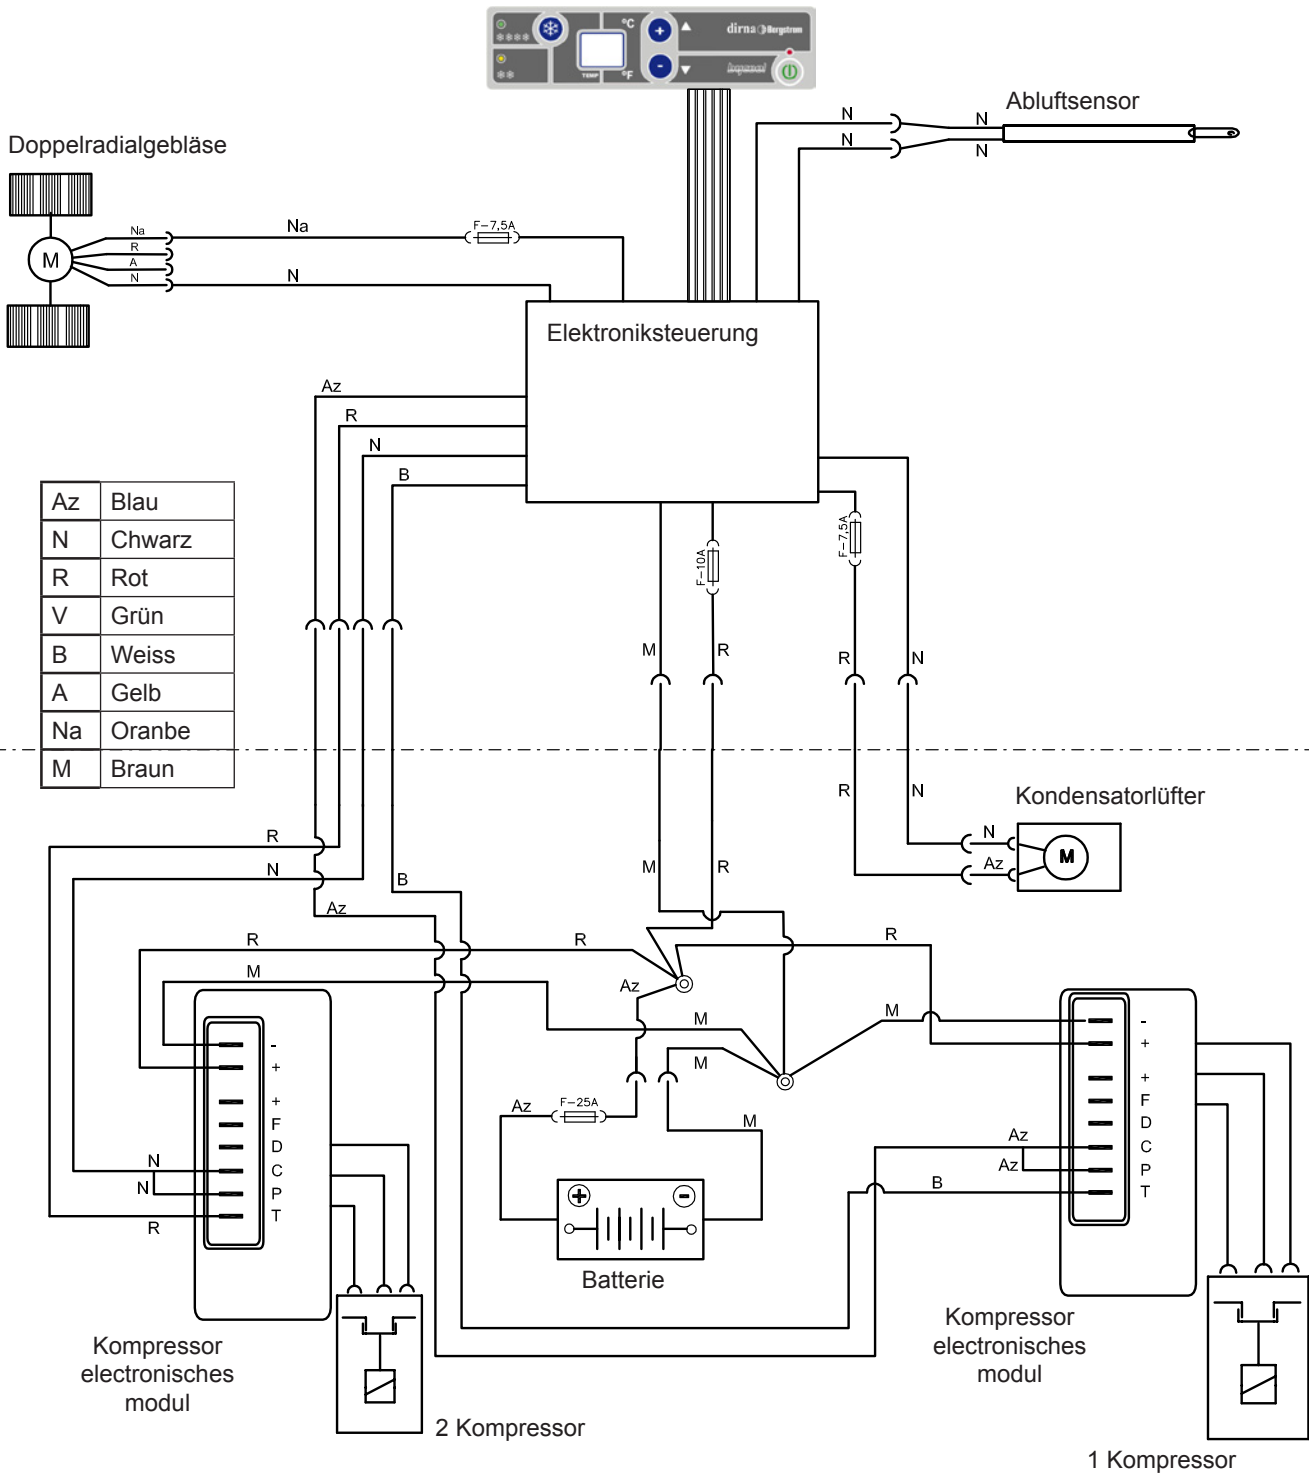 °C
dirna Bergstrom
TEMP
°F
Abluftsensor
N
N
N
N
Doppelradialgebläse
Na
R
A
N
M
Na
N
F-7,5A
Elektroniksteuerung
Az
R
N
B
Az Blau
N Chwarz
R Rot
V Grün
B Weiss
A Gelb
Na Oranbe
M Braun
F-10A
F-7,5A
M
R
R
N
R
N
Kondensatorlüfter
N
Az
M
R
N
B
Az
M
R
R
R
R
M
Az
M
M
M
Az
F-25A
M
-
+
+
F
D
C
P
T
N
N
R
-
+
+
F
D
C
P
T
Az
Az
B
+
-
Batterie
Kompressor
electronisches
modul
2 Kompressor
Kompressor
electronisches
modul
1 Kompressor